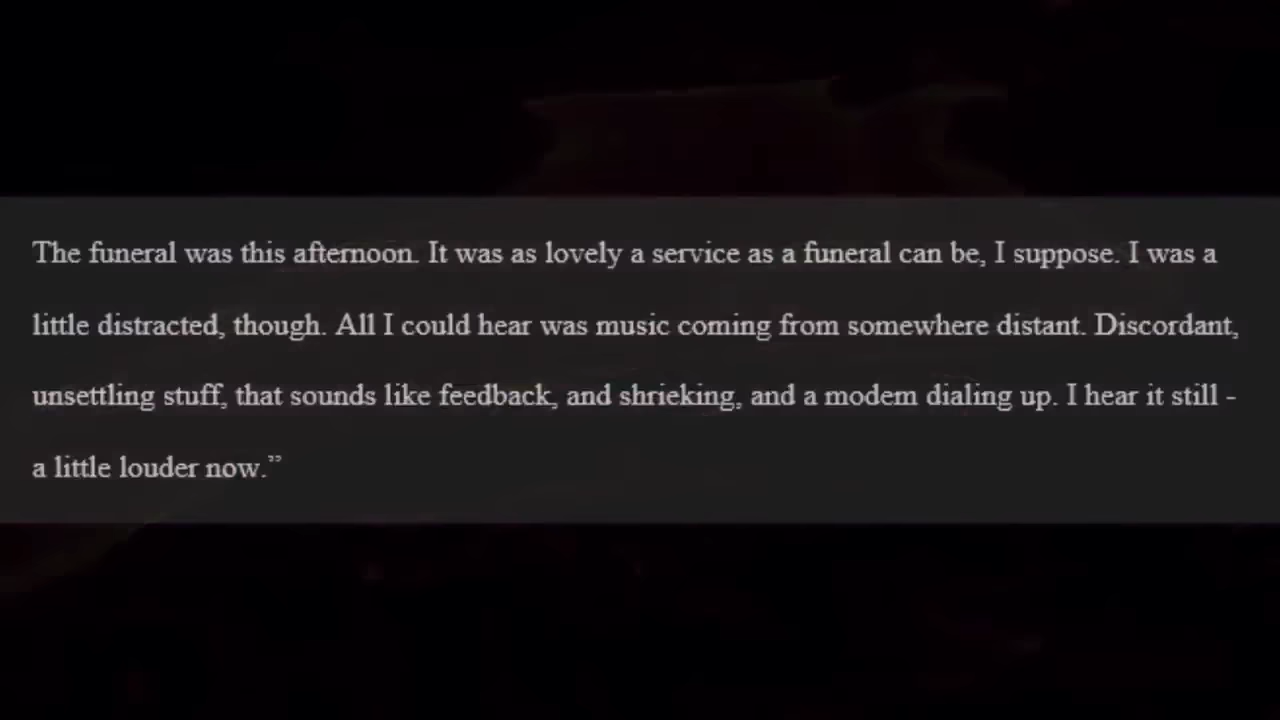 The funeral was this afternoon. It was as lovely a service as a funeral can be, I suppose. I was a
little distracted, though. All I could hear was music coming from somewhere distant. Discordant,
unsettling stuff, that sounds like feedback, and shrieking, and a modem dialing up. I hear it still -
a little louder now.”